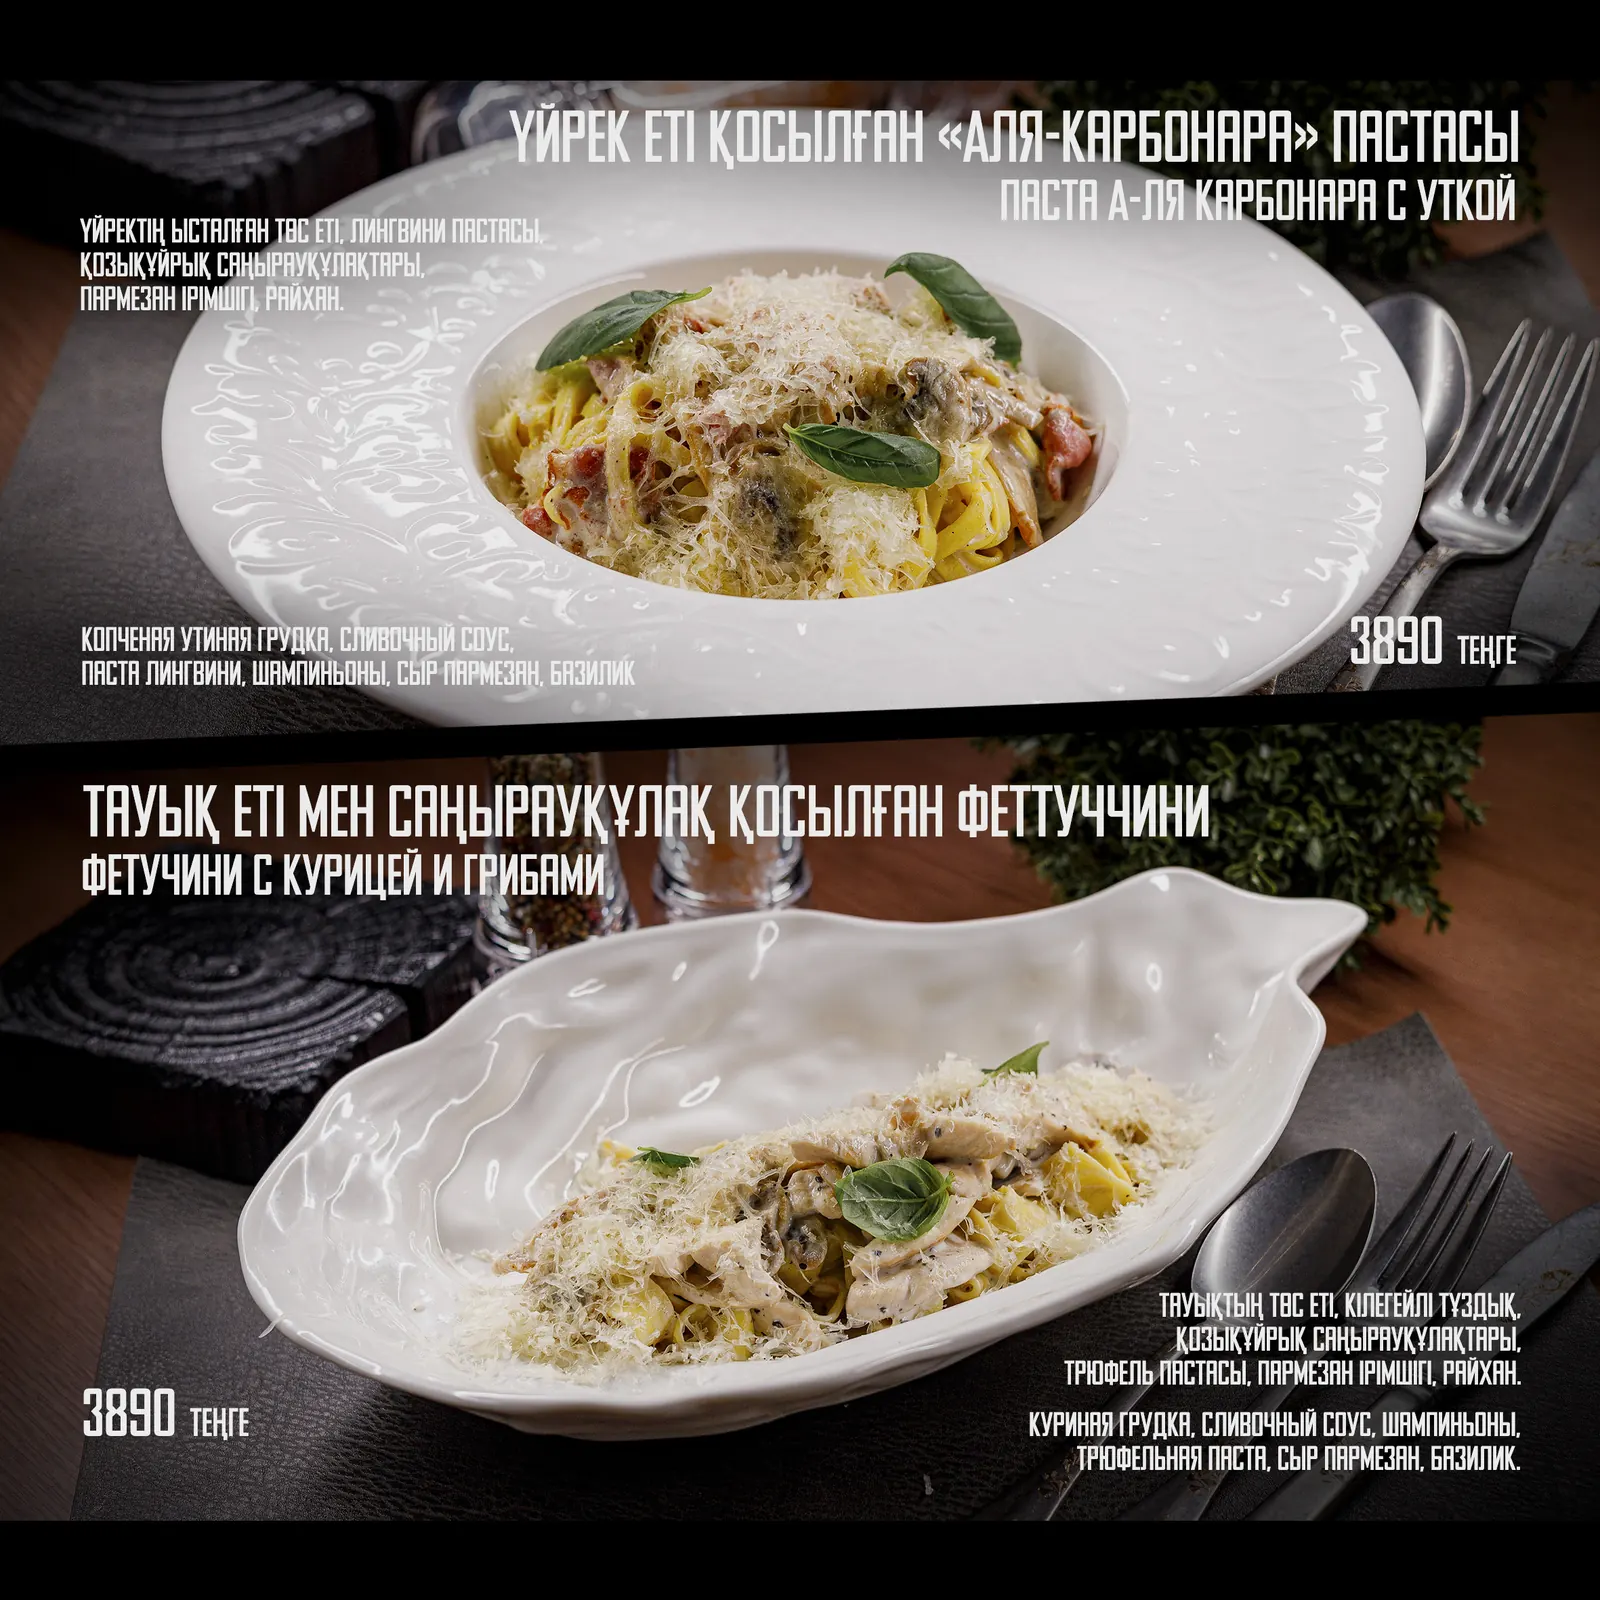 ҮЙРЕК ЕТІ ҚОСЫЛҒАН «АЛЯ-КАРБОНАРА» ПАСТАСЫ
ПАСТА А-ЛЯ КАРБОНАРА С УТКОЙ
ҮЙРЕКТІҢ ЫСТАЛҒАН ТӨС ЕТІ, ЛИНГВИНИ ПАСТАСЫ,
ҚОЗЫҚҰЙРЫҚ САҢЫРАУҚҰЛАҚТАРЫ,
ПАРМЕЗАН ІРІМШІГІ, РАЙХАН.
КОПЧЕНАЯ УТИНАЯ ГРУДКА, СЛИВОЧНЫЙ СОУС,
ПАСТА ЛИНГВИНИ, ШАМПИНЬОНЫ, СЫР ПАРМЕЗАН, БАЗИЛИК
3890 ТЕҢГЕ
ТАУЫҚ ЕТІ МЕН САҢЫРАУҚҰЛАҚ ҚОСЫЛҒАН ФЕТТУЧЧИНИ
ФЕТУЧИНИ С КУРИЦЕЙ И ГРИБАМИ
ТАУЫҚТЫҢ ТӨС ЕТІ, КІЛЕГЕЙЛІ ТҰЗДЫҚ,
ҚОЗЫҚҰЙРЫҚ САҢЫРАУҚҰЛАҚТАРЫ,
ТРЮФЕЛЬ ПАСТАСЫ, ПАРМЕЗАН ІРІМШІГІ, РАЙХАН.
КУРИНАЯ ГРУДКА, СЛИВОЧНЫЙ СОУС, ШАМПИНЬОНЫ,
ТРЮФЕЛЬНАЯ ПАСТА, СЫР ПАРМЕЗАН, БАЗИЛИК.
3890 ТЕҢГЕ